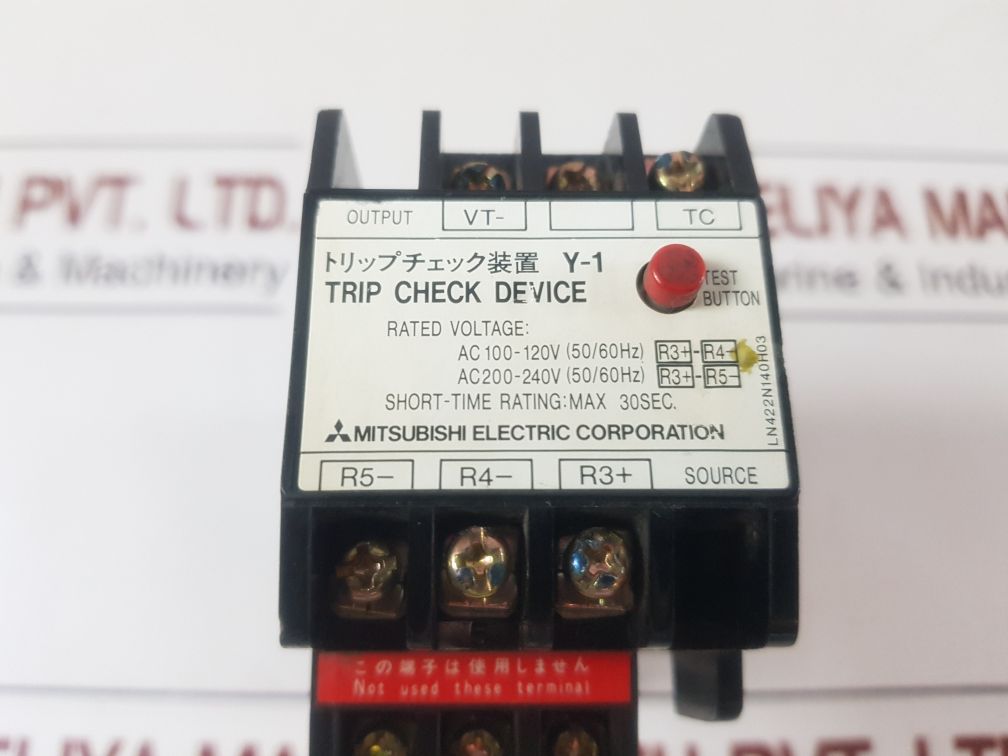 PVT. LTD.
ELIYA MA
& Machinery
rine & indu
OUTPUT VT- TC
トリップチェック装置 Y-1
TRIP CHECK DEVICE
TEST
BUTTON
RATED VOLTAGE:
AC100-120V (50/60Hz) R3+-R4-
AC200-240V (50/60Hz) R3+-R5-
SHORT-TIME RATING:MAX 30SEC.
LN422N140H03
MITSUBISHI ELECTRIC CORPORATION
R5- R4- R3+ SOURCE
この端子は使用しません
Not used these terminal
ELIYA MA